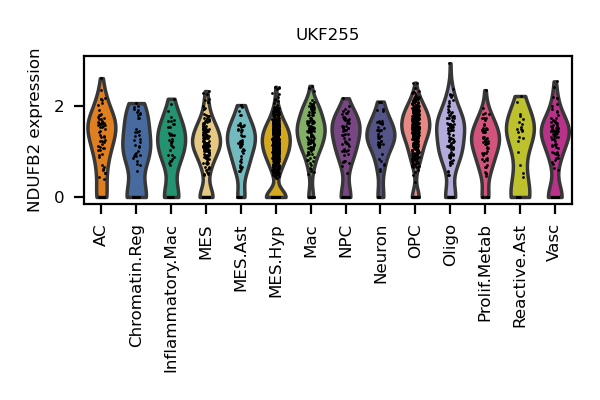 UKF255
NDUFB2 expression
2
0
AC
Chromatin.Reg
Inflammatory.Mac
MES
MES.Ast
MES.Hyp
Mac
NPC
Neuron
OPC
Oligo
Prolif.Metab
Reactive.Ast
Vasc